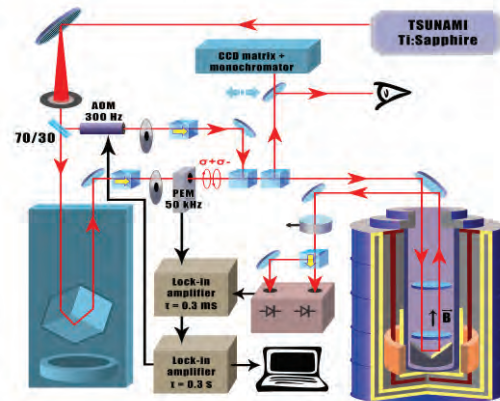 TSUNAMI
Ti:Sapphire
CCD matrix +
monochromator
AOM
300 Hz
70/30
σ+σ-
PEM
50 kHz
Lock-in
amplifier
τ = 0.3 ms
B
Lock-in
amplifier
τ = 0.3 s